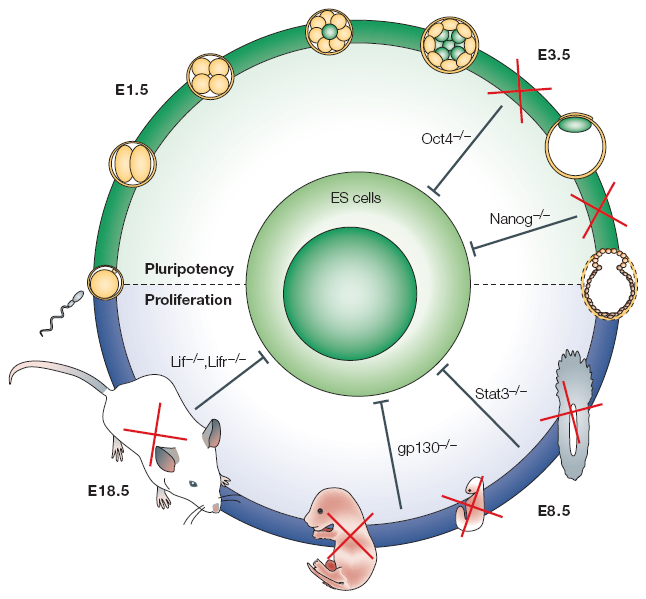 E3.5
E1.5
Oct4–/–
ES cells
Nanog–/–
Pluripotency
Proliferation
Lif–/–,Lifr–/–
Stat3–/–
gp130–/–
E18.5
E8.5